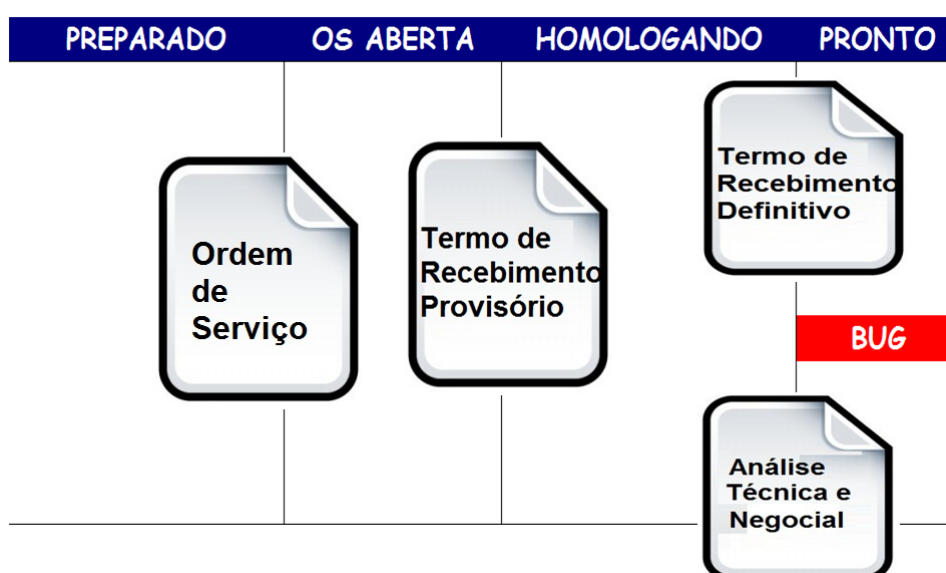 PREPARADO OS ABERTA HOMOLOGANDO PRONTO
Ordem
de
Serviço
Termo de
Recebimento
Provisório
Termo de
Recebimento
Definitivo
BUG
Análise
Técnica e
Negocial